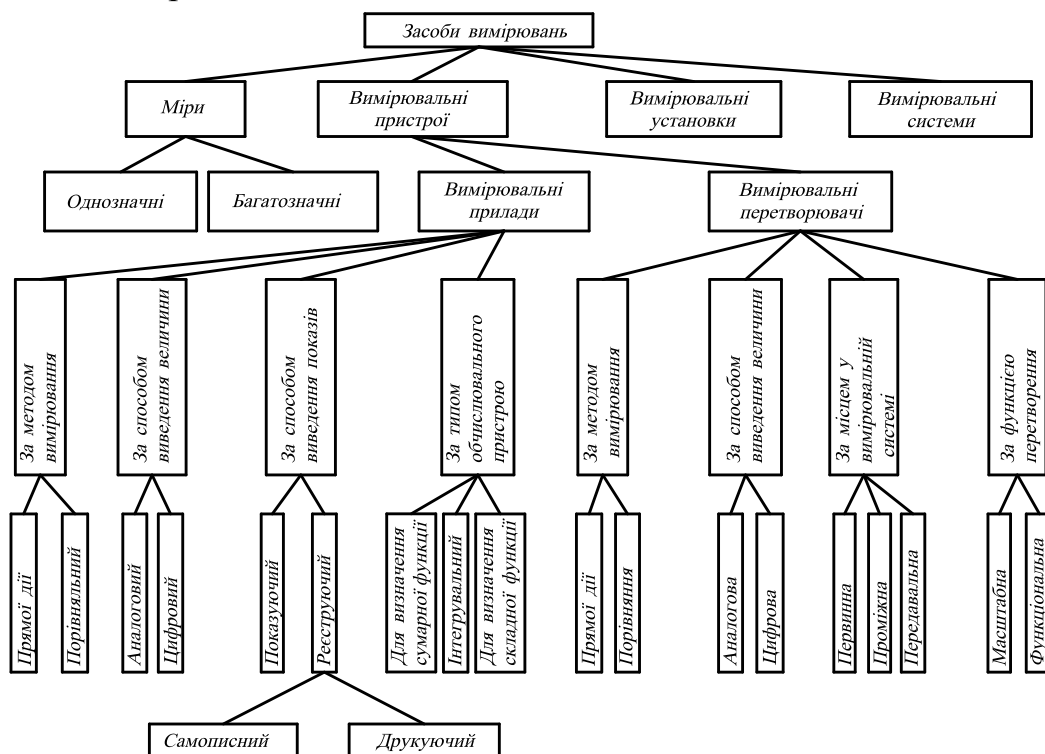 Засоби вимірювань
Міри
Вимірювальні
пристрої
Вимірювальні
установки
Вимірювальні
системи
Однозначні
Багатозначні
Вимірювальні
прилади
Вимірювальні
перетворювачі
За методом
вимірювання
За способом
виведення величини
За способом
виведення показів
За типом
обчислювального
пристрою
За методом
вимірювання
За способом
виведення величини
За місцем у
вимірювальній
системі
За функцією
перетворення
Прямої дії
Порівняльний
Аналоговий
Цифровий
Показуючий
Реєструючий
Для визначення
сумарної функції
Інтегрувальний
Для визначення
складної функції
Прямої дії
Порівняння
Аналогова
Цифрова
Первинна
Проміжна
Передавальна
Масштабна
Функціональна
Самописний
Друкуючий